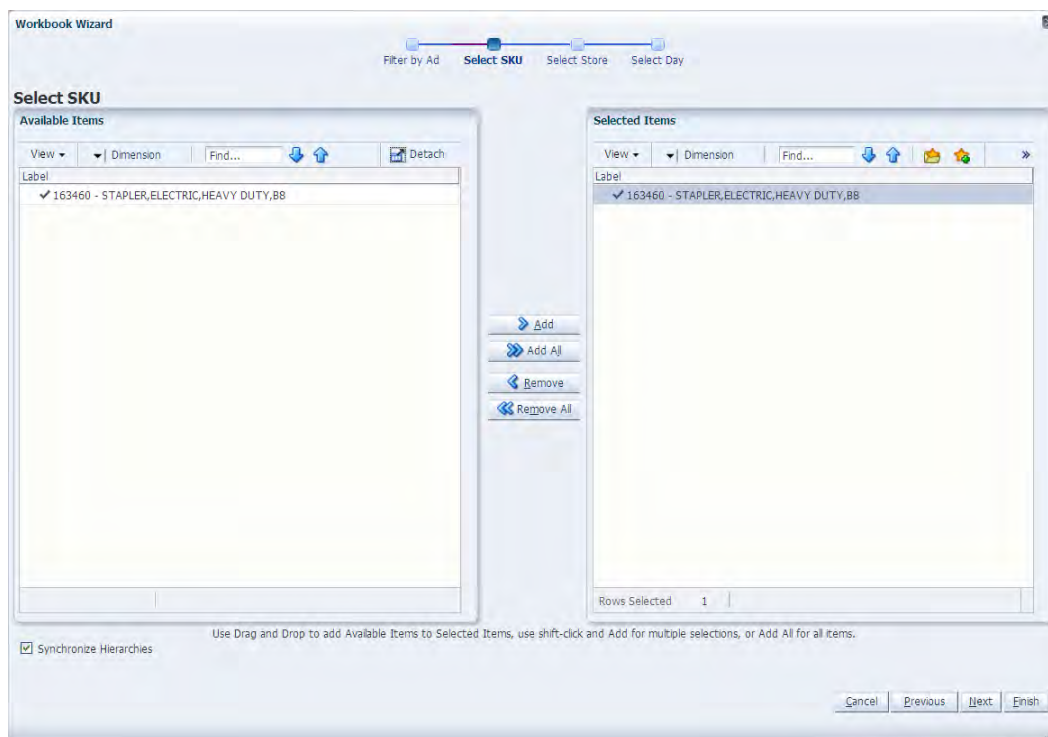 Workbook Wizard
Filter by Ad Select SKU Select Store Select Day
Select SKU
Available Items
View Dimension Find... Detach
Label
163460 - STAPLER,ELECTRIC,HEAVY DUTY,B8
Add
Add All
Remove
Remove All
Selected Items
View Dimension Find... »
Label
163460 - STAPLER,ELECTRIC,HEAVY DUTY,B8
Rows Selected 1
Use Drag and Drop to add Available Items to Selected Items, use shift-click and Add for multiple selections, or Add All for all items.
Synchronize Hierarchies
Cancel Previous Next Finish